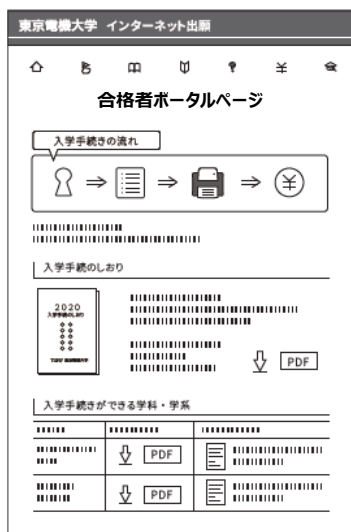 東京電機大学 インターネット出願
合格者ポータルページ
入学手続きの流れ
入学手続のしおり
2020
入学手続のしおり
PDF
入学手続きができる学科・学系
PDF
PDF